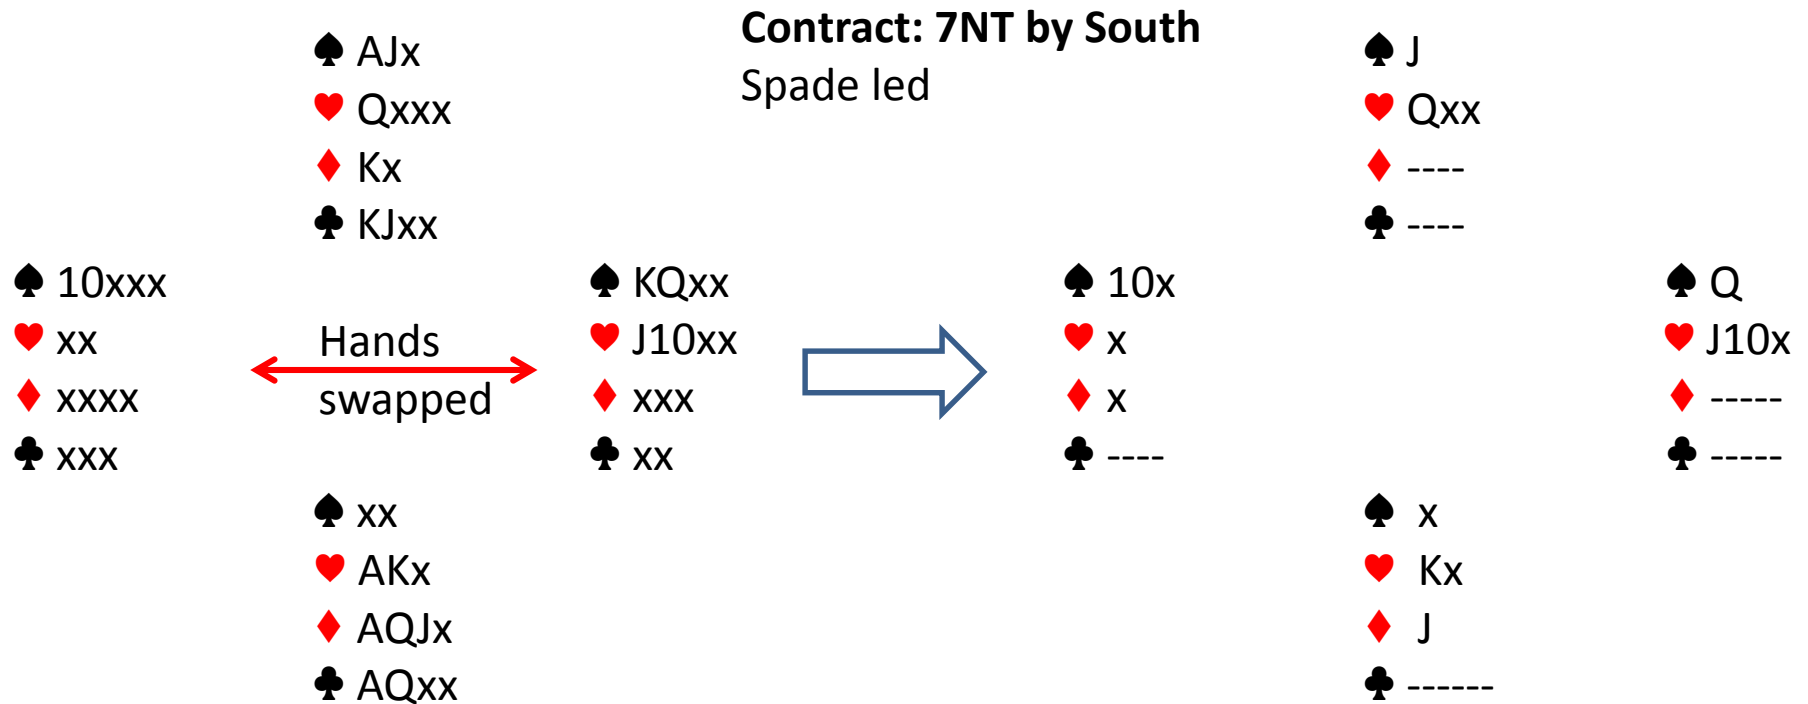 Contract: 7NT by South
Spade led
♠ AJx
♥ Qxxx
♦ Kx
♣ KJxx
♠ 10xxx
♥ xx
♦ xxxx
♣ xxx
Hands
swapped
♠ KQxx
♥ J10xx
♦ xxx
♣ xx
♠ xx
♥ AKx
♦ AQJx
♣ AQxx
♠ J
♥ Qxx
♦ ----
♣ ----
♠ 10x
♥ x
♦ x
♣ ----
♠ Q
♥ J10x
♦ -----
♣ -----
♠ x
♥ Kx
♦ J
♣ ------